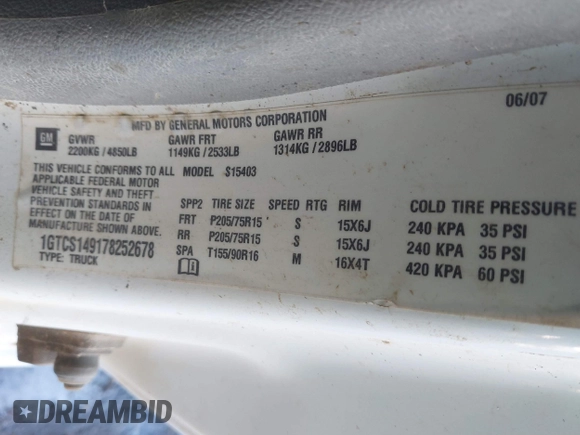 06/07
MFD BY GENERAL MOTORS CORPORATION
GM
GVWR GAWR FRT GAWR RR
2200KG / 4850LB 1149KG / 2533LB 1314KG / 2896LB
THIS VEHICLE CONFORMS TO ALL MODEL S15403
APPLICABLE FEDERAL MOTOR
VEHICLE SAFETY AND THEFT
PREVENTION STANDARDS IN
EFFECT ON THE DATE OF
MANUFACTURE SHOWN ABOVE.
1GTCS149178252678
TYPE: TRUCK
SPP2 TIRE SIZE SPEED RTG RIM COLD TIRE PRESSURE
FRT P205/75R15 S 15X6J 240 KPA 35 PSI
RR P205/75R15 S 15X6J 240 KPA 35 PSI
SPA T155/90R16 M 16X4T 420 KPA 60 PSI
DREAMBID